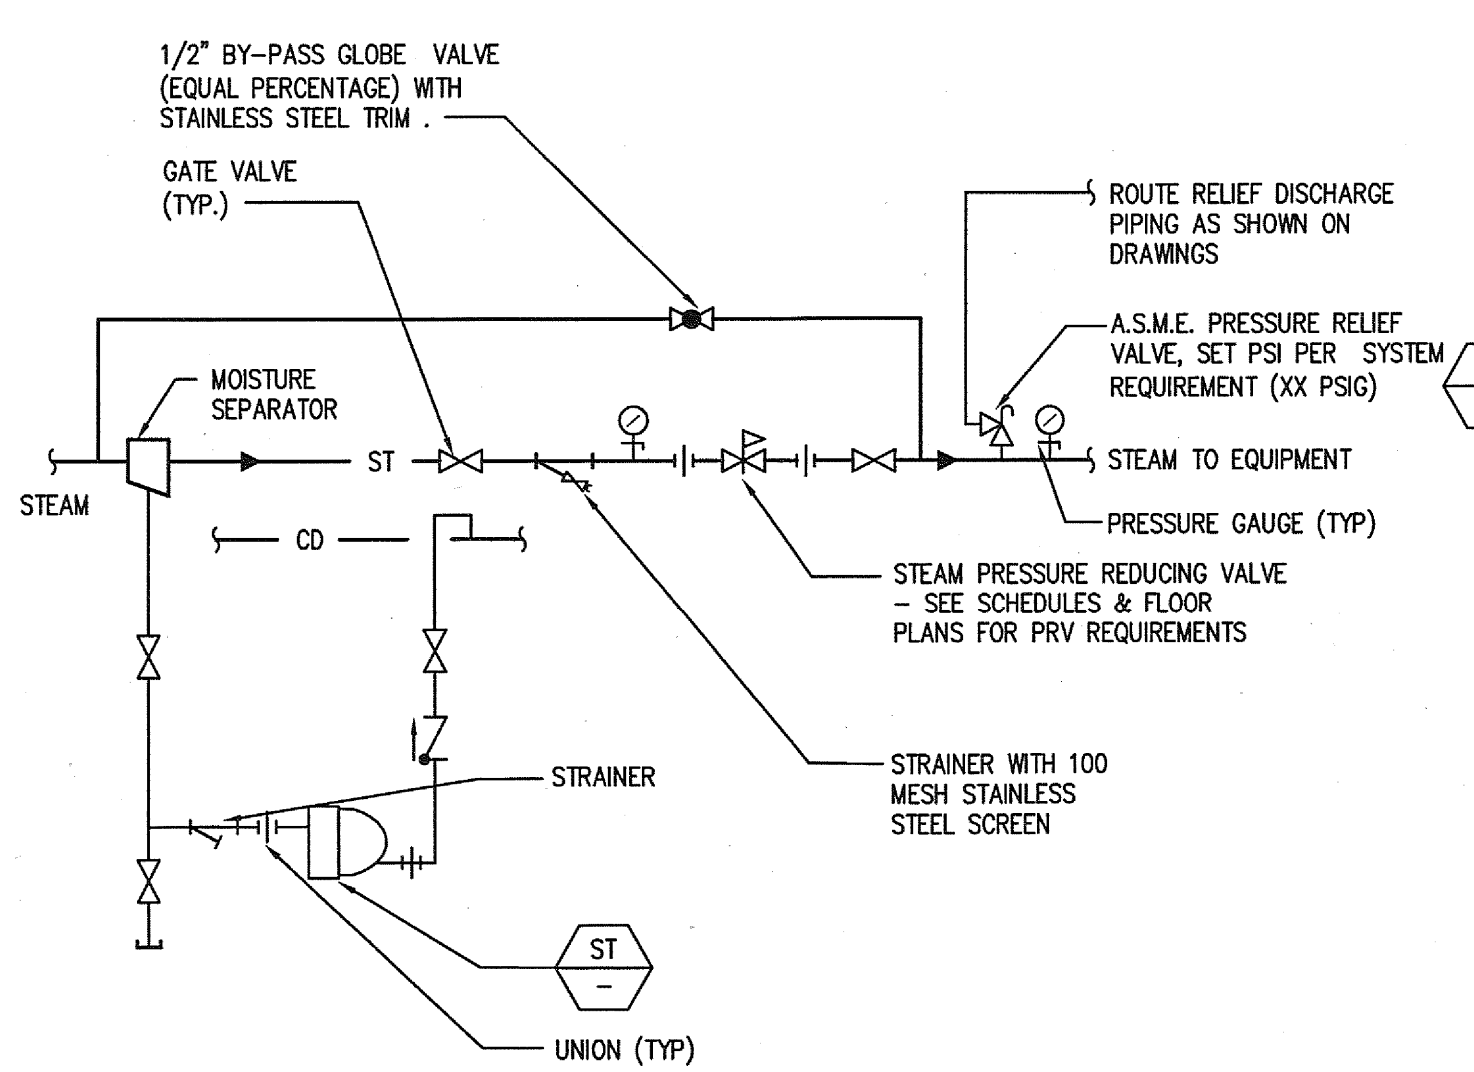 1/2" BY-PASS GLOBE VALVE
(EQUAL PERCENTAGE) WITH
STAINLESS STEEL TRIM .
GATE VALVE
(TYP.)
ROUTE RELIEF DISCHARGE
PIPING AS SHOWN ON
DRAWINGS
A.S.M.E. PRESSURE RELIEF
VALVE, SET PSI PER SYSTEM
REQUIREMENT (XX PSIG)
MOISTURE
SEPARATOR
ST
STEAM TO EQUIPMENT
STEAM
PRESSURE GAUGE (TYP)
CD
STEAM PRESSURE REDUCING VALVE
- SEE SCHEDULES & FLOOR
PLANS FOR PRV REQUIREMENTS
STRAINER
STRAINER WITH 100
MESH STAINLESS
STEEL SCREEN
ST
-
UNION (TYP)